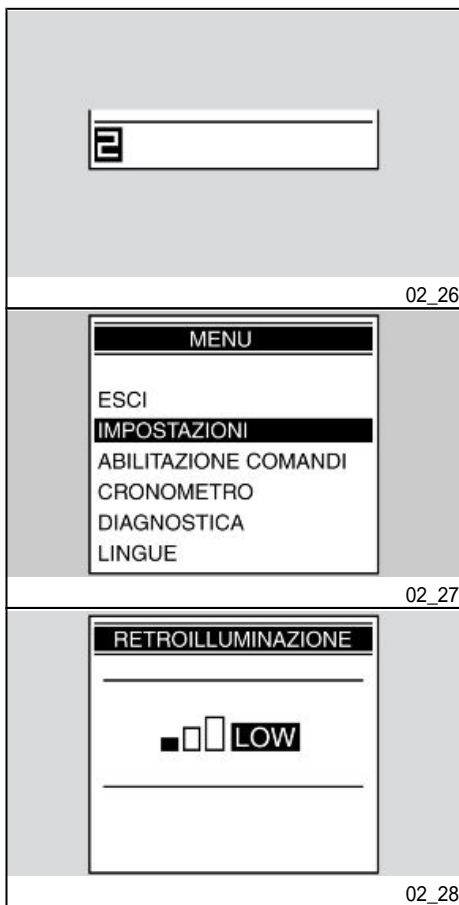 2
02_26
MENU
ESCI
IMPOSTAZIONI
ABILITAZIONE COMANDI
CRONOMETRO
DIAGNOSTICA
LINGUE
02_27
RETROILLUMINAZIONE
LOW
02_28